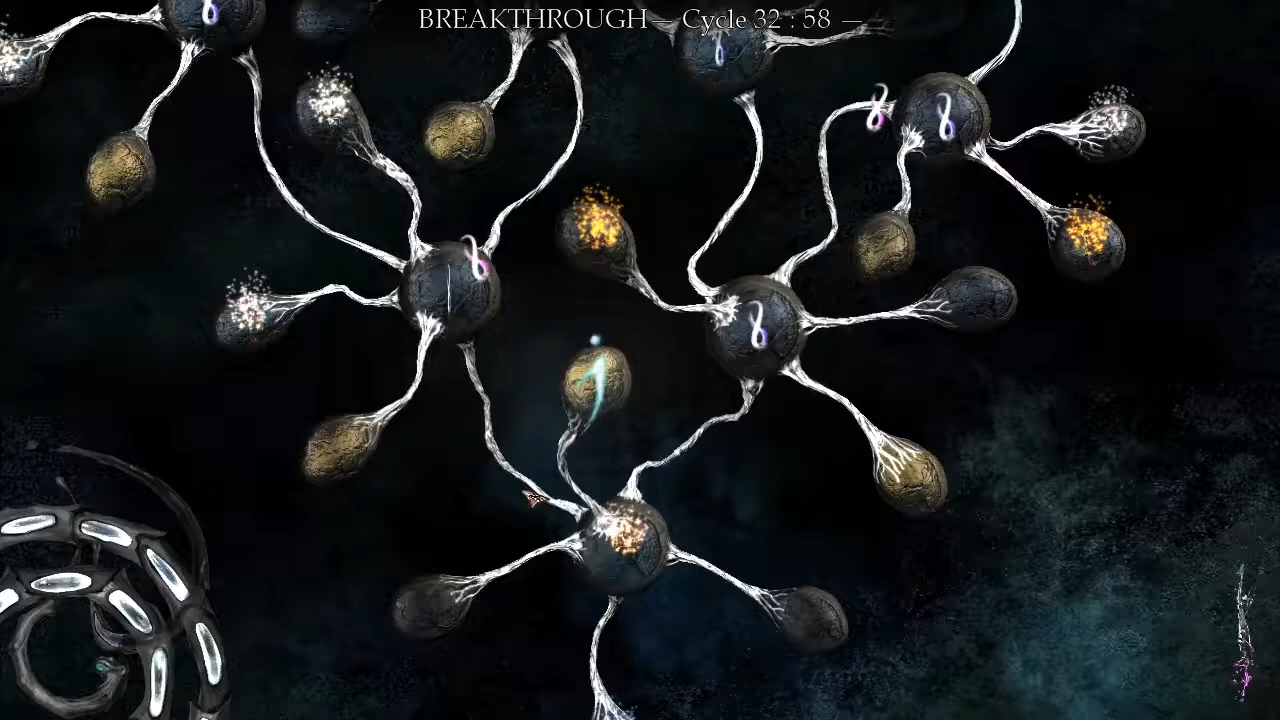 BREAKTHROUGH — Cycle 32 : 58 —